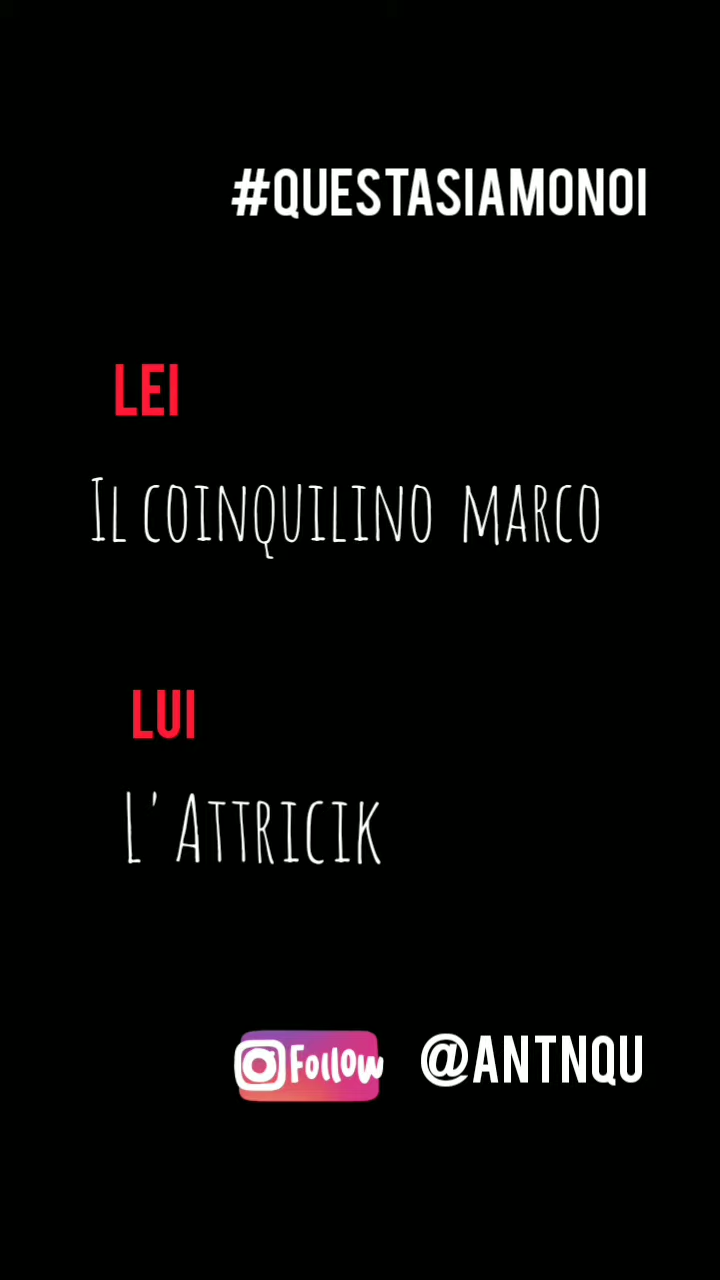 #QUESTASIAMONOI
LEI
IL COINQUILINO MARCO
LUI
L'ATTRICIK
Follow @ANTNQU